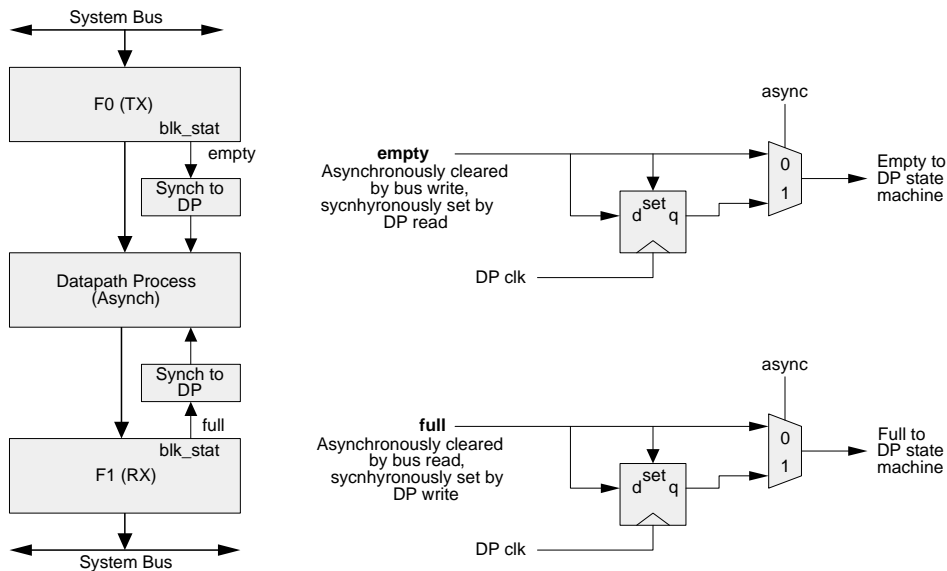 System Bus
F0 (TX)
blk_stat
empty
Synch to
DP
Datapath Process
(Asynch)
Synch to
DP
full
blk_stat
F1 (RX)
System Bus
async
empty
Asynchronously cleared
by bus write,
sycnhyronously set by
DP read
0
1
set
d q
DP clk
Empty to
DP state
machine
async
full
Asynchronously cleared
by bus read,
sycnhyronously set by
DP write
0
1
set
d q
DP clk
Full to
DP state
machine